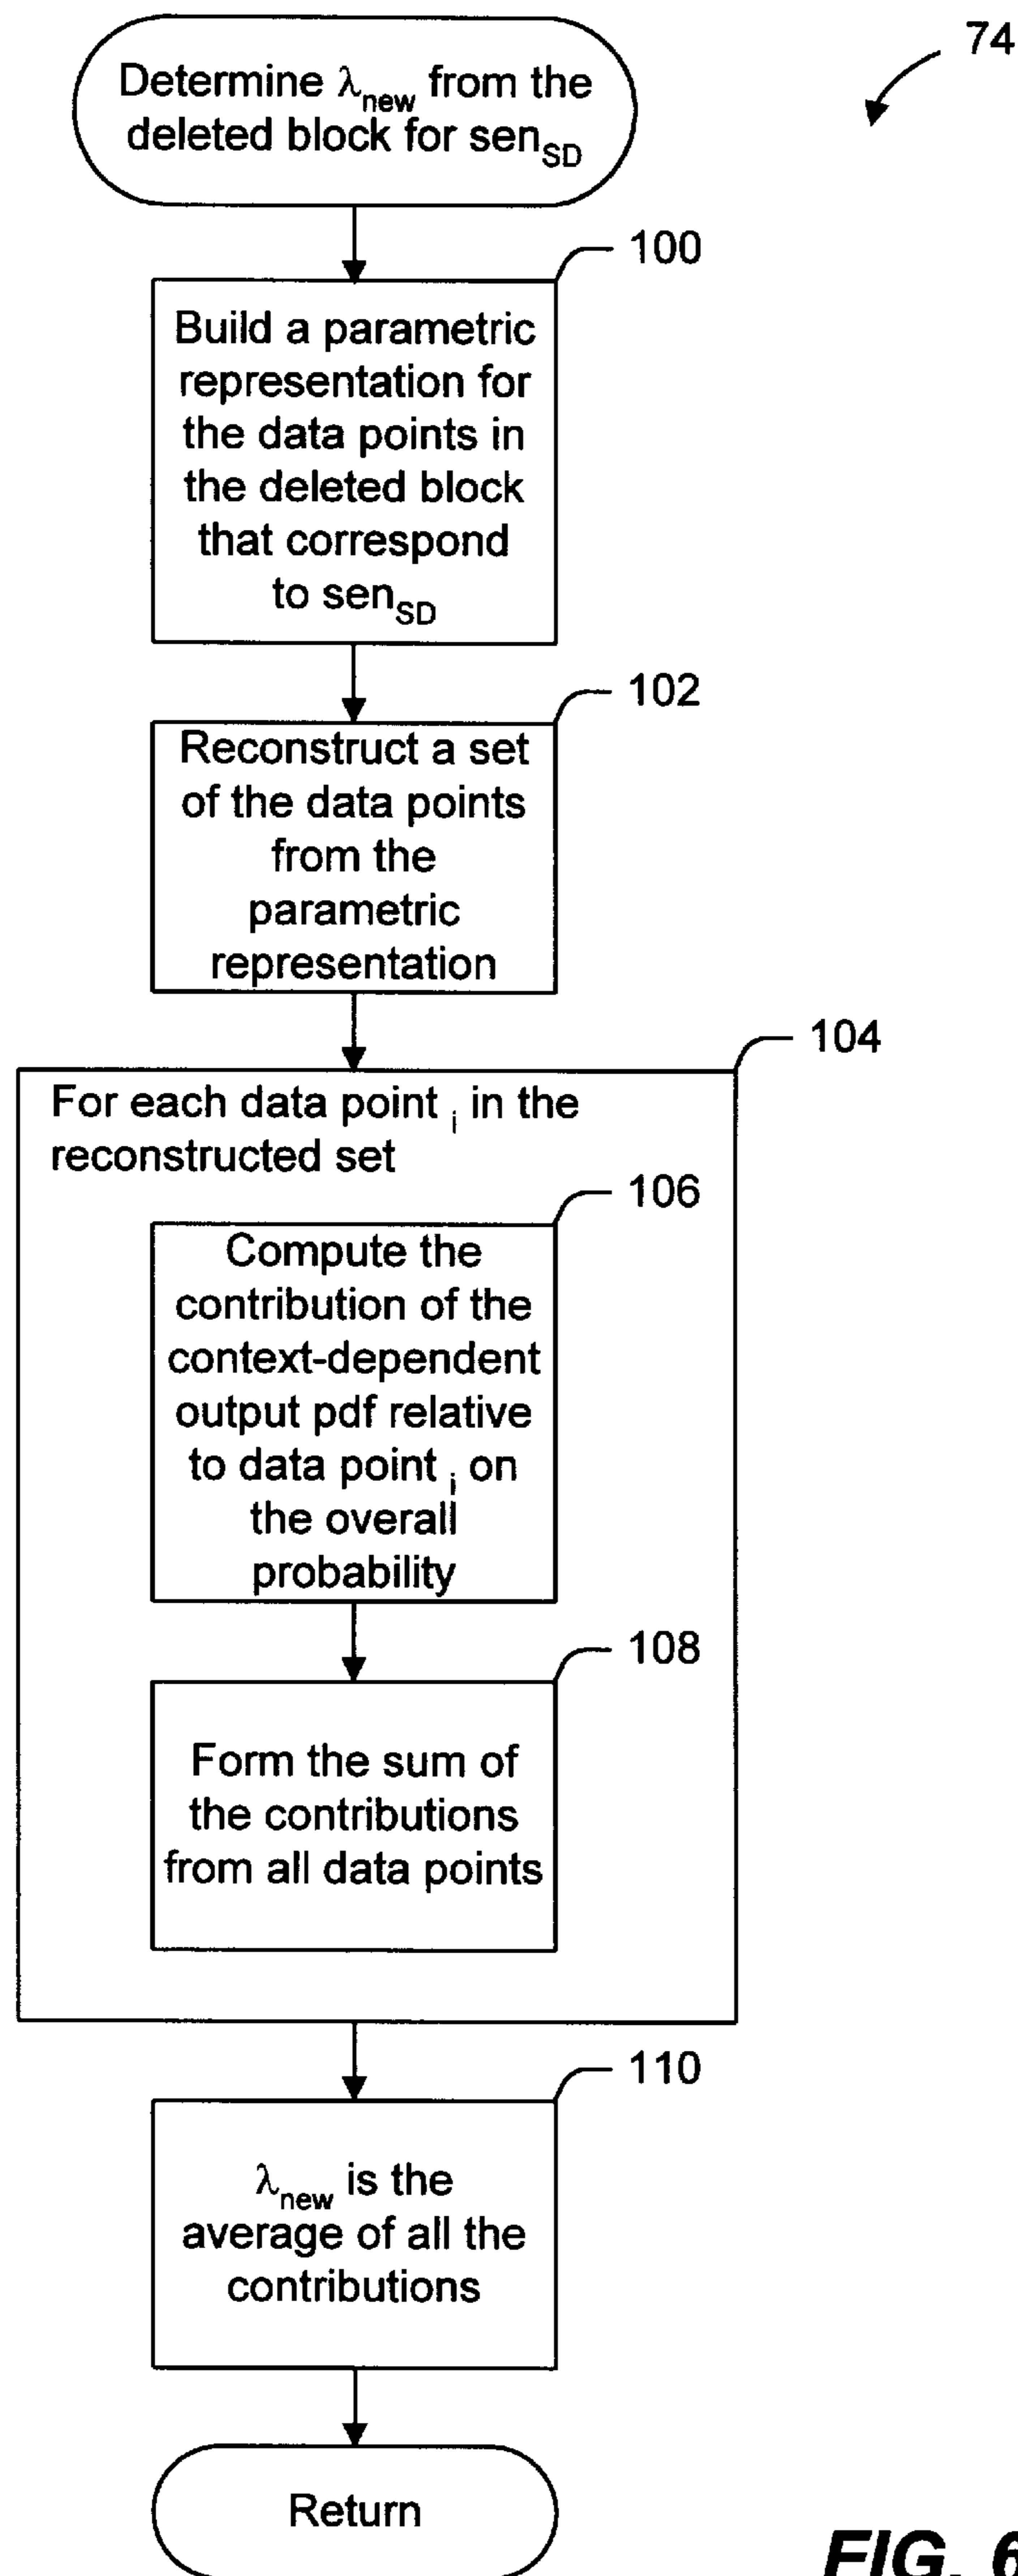 74
Determine λnew from the
deleted block for senSD
100
Build a parametric
representation for
the data points in
the deleted block
that correspond
to senSD
102
Reconstruct a set
of the data points
from the
parametric
representation
104
For each data point i in the
reconstructed set
106
Compute the
contribution of the
context-dependent
output pdf relative
to data point i on
the overall
probability
108
Form the sum of
the contributions
from all data points
110
λnew is the
average of all the
contributions
Return
FIG. 6